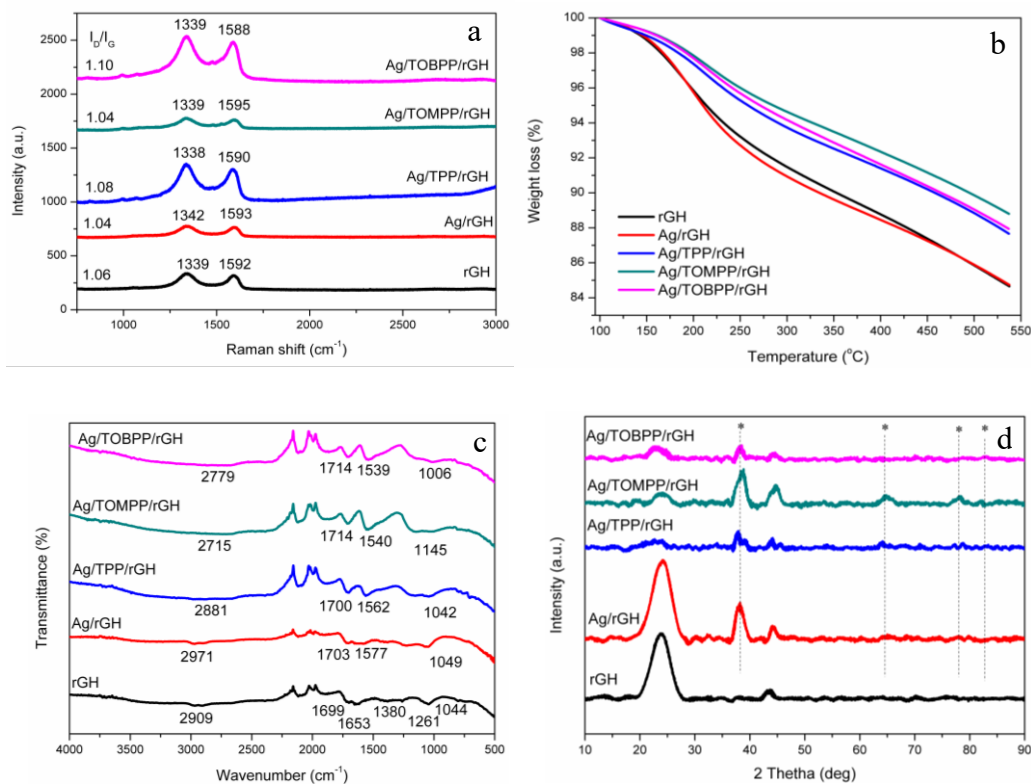 a
I_D/I_G
1339
1588
1.10
Ag/TOBPP/rGH
1339
1595
1.04
Ag/TOMPP/rGH
1338
1590
1.08
Ag/TPP/rGH
1342
1593
1.04
Ag/rGH
1339
1592
1.06
rGH
2500
2000
1500
1000
500
0
Intensity (a.u.)
1000
1500
2000
2500
3000
Raman shift (cm⁻¹)
b
100
98
96
94
92
90
88
86
84
Weight loss (%)
rGH
Ag/rGH
Ag/TPP/rGH
Ag/TOMPP/rGH
Ag/TOBPP/rGH
100
150
200
250
300
350
400
450
500
550
Temperature (°C)
c
Ag/TOBPP/rGH
2779
1714
1539
1006
Ag/TOMPP/rGH
2715
1714
1540
1145
Ag/TPP/rGH
2881
1700
1562
1042
Ag/rGH
2971
1703
1577
1049
rGH
2909
1699
1653
1380
1261
1044
Transmittance (%)
4000
3500
3000
2500
2000
1500
1000
500
Wavenumber (cm⁻¹)
d
*
*
*
*
Ag/TOBPP/rGH
Ag/TOMPP/rGH
Ag/TPP/rGH
Ag/rGH
rGH
Intensity (a.u.)
10
20
30
40
50
60
70
80
90
2 Thetha (deg)